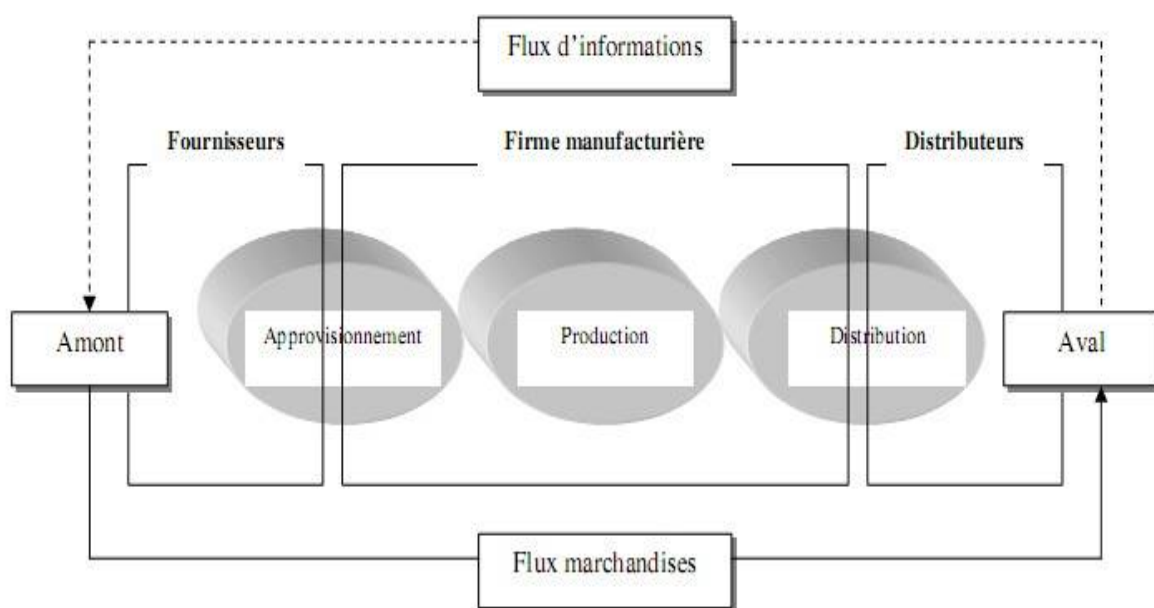 Flux d'informations
Fournisseurs
Firme manufacturière
Distributeurs
Amont
Approvisionnement
Production
Distribution
Aval
Flux marchandises